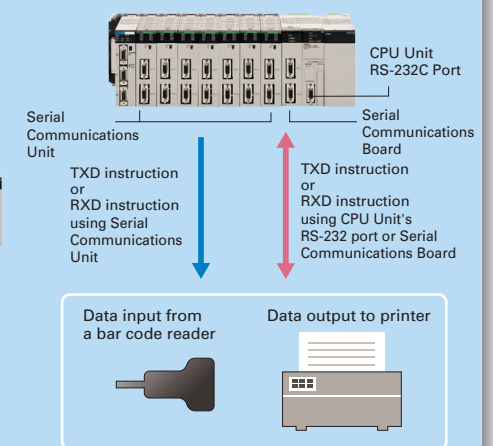 CPU Unit
RS-232C Port
Serial
Communications
Unit
Serial
Communications
Board
TXD instruction
or
RXD instruction
using Serial
Communications
Unit
TXD instruction
or
RXD instruction
using CPU Unit's
RS-232 port or Serial
Communications Board
Data input from
a bar code reader
Data output to printer